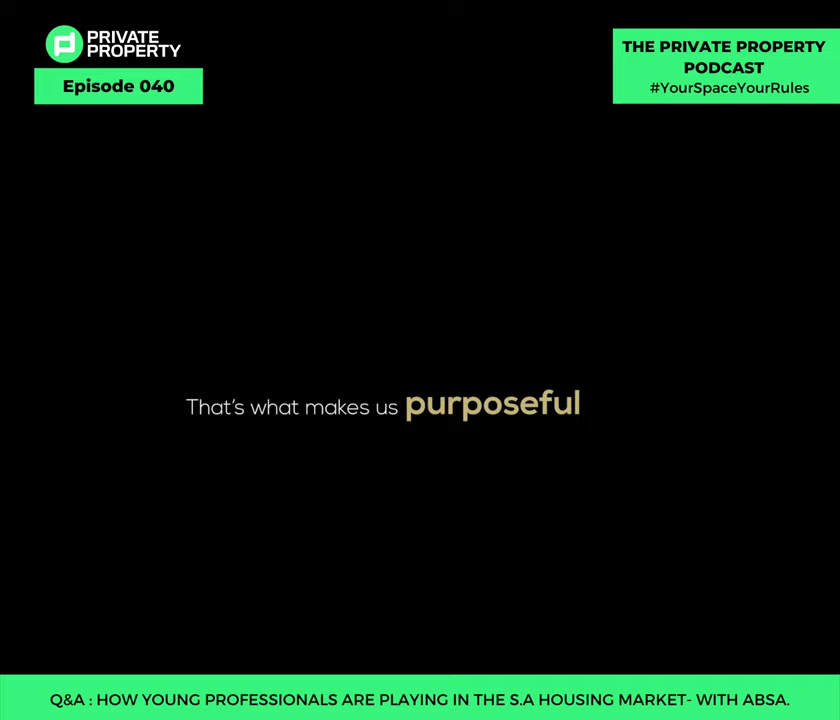 PRIVATE
PROPERTY
Episode 040
THE PRIVATE PROPERTY
PODCAST
#YourSpaceYourRules
That's what makes us purposeful
Q&A : HOW YOUNG PROFESSIONALS ARE PLAYING IN THE S.A HOUSING MARKET- WITH ABSA.